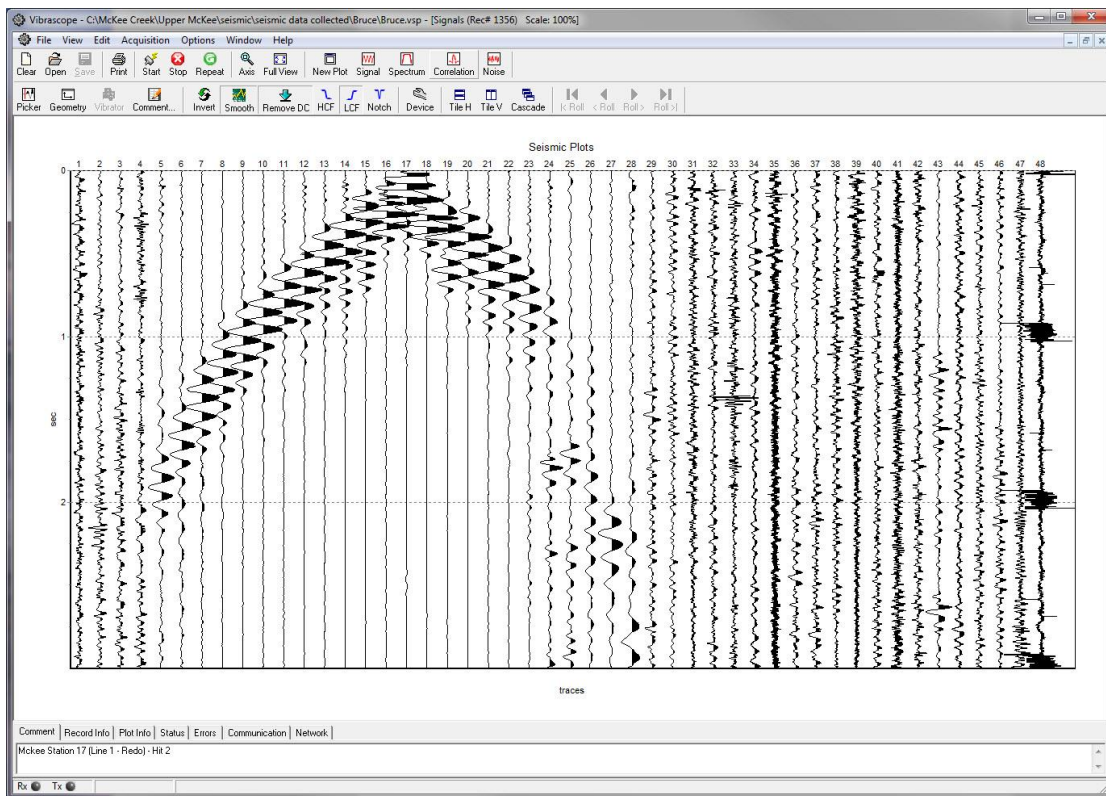 Vibrascope - C:\McKee Creek\Upper McKee\seismic\seismic data collected\Bruce\Bruce.vsp - [Signals (Rec# 1356) Scale: 100%]
File View Edit Acquisition Options Window Help
Clear Open Save Print Start Stop Repeat Axis Full View New Plot Signal Spectrum Correlation Noise
Picker Geometry Vibrator Comment... Invert Smooth Remove DC HCF LCF Notch Device Tile H Tile V Cascade |< Roll < Roll Roll > Roll >|
Seismic Plots
1 2 3 4 5 6 7 8 9 10 11 12 13 14 15 16 17 18 19 20 21 22 23 24 25 26 27 28 29 30 31 32 33 34 35 36 37 38 39 40 41 42 43 44 45 46 47 48
0
1
sec
2
traces
Comment Record Info Plot Info Status Errors Communication Network
Mckee Station 17 (Line 1 - Redo) - Hit 2
Rx Tx